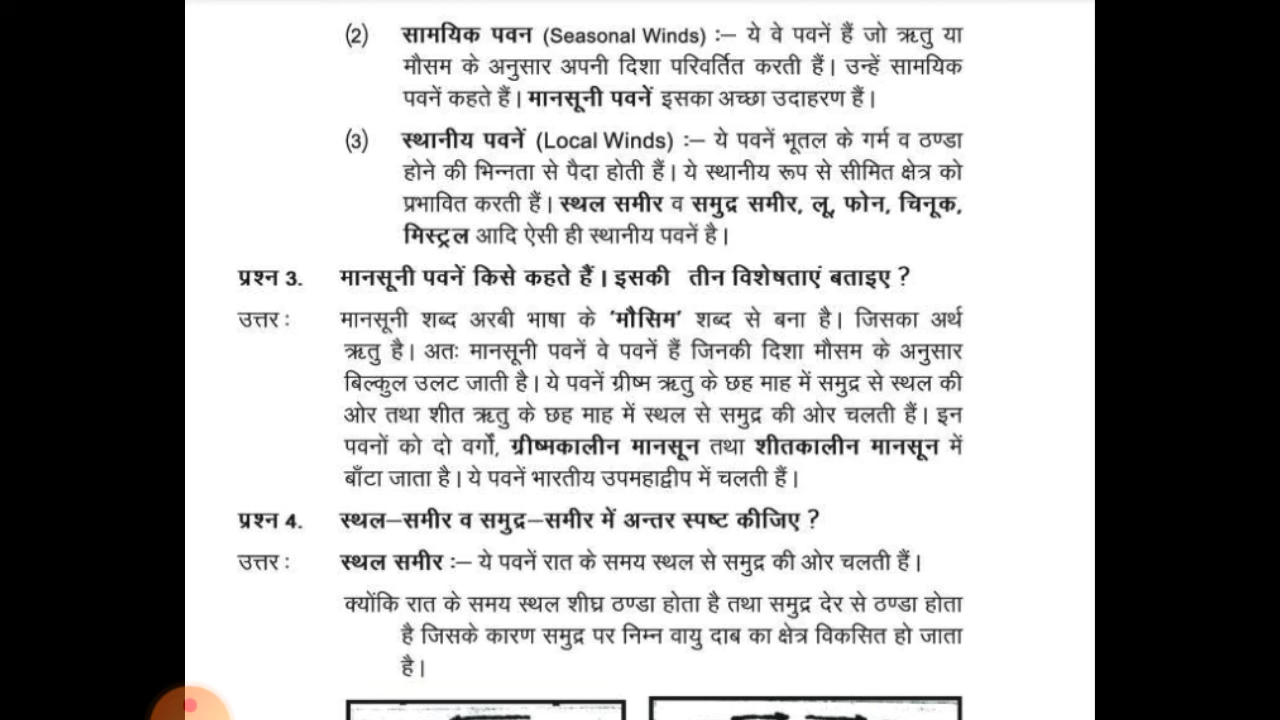 (2) सामयिक पवन (Seasonal Winds) :– ये वे पवनें हैं जो ऋतु या
मौसम के अनुसार अपनी दिशा परिवर्तित करती हैं। उन्हें सामयिक
पवनें कहते हैं। मानसूनी पवनें इसका अच्छा उदाहरण हैं।
(3) स्थानीय पवनें (Local Winds) :– ये पवनें भूतल के गर्म व ठण्डा
होने की भिन्नता से पैदा होती हैं। ये स्थानीय रूप से सीमित क्षेत्र को
प्रभावित करती हैं। स्थल समीर व समुद्र समीर, लू, फोन, चिनूक,
मिस्ट्रल आदि ऐसी ही स्थानीय पवनें है।
प्रश्न 3. मानसूनी पवनें किसे कहते हैं। इसकी तीन विशेषताएं बताइए ?
उत्तर : मानसूनी शब्द अरबी भाषा के 'मौसिम' शब्द से बना है। जिसका अर्थ
ऋतु है। अतः मानसूनी पवनें वे पवनें हैं जिनकी दिशा मौसम के अनुसार
बिल्कुल उलट जाती है। ये पवनें ग्रीष्म ऋतु के छह माह में समुद्र से स्थल की
ओर तथा शीत ऋतु के छह माह में स्थल से समुद्र की ओर चलती हैं। इन
पवनों को दो वर्गों, ग्रीष्मकालीन मानसून तथा शीतकालीन मानसून में
बाँटा जाता है। ये पवनें भारतीय उपमहाद्वीप में चलती हैं।
प्रश्न 4. स्थल–समीर व समुद्र–समीर में अन्तर स्पष्ट कीजिए ?
उत्तर : स्थल समीर :– ये पवनें रात के समय स्थल से समुद्र की ओर चलती हैं।
क्योंकि रात के समय स्थल शीघ्र ठण्डा होता है तथा समुद्र देर से ठण्डा होता
है जिसके कारण समुद्र पर निम्न वायु दाब का क्षेत्र विकसित हो जाता
है।